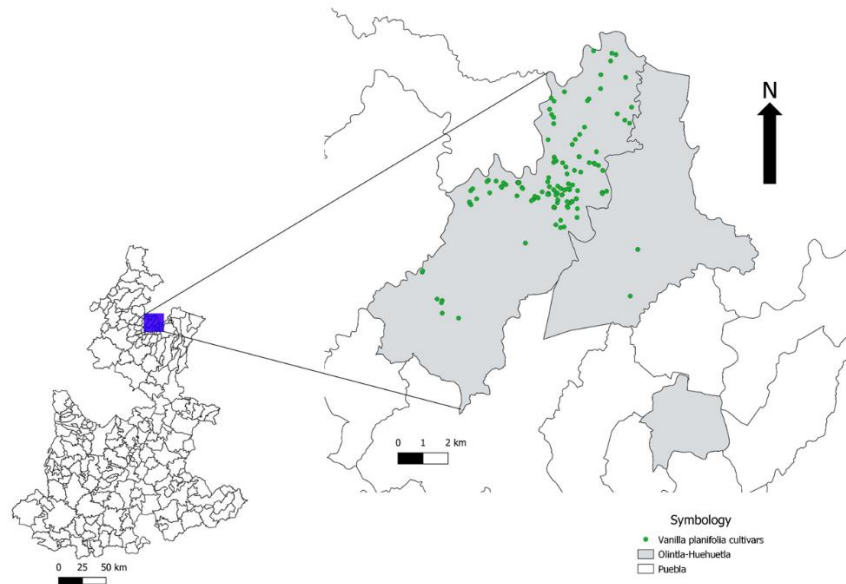 N
0 1 2 km
Symbology
Vanilla planifolia cultivars
Olintla-Huehuetla
Puebla
0 25 50 km